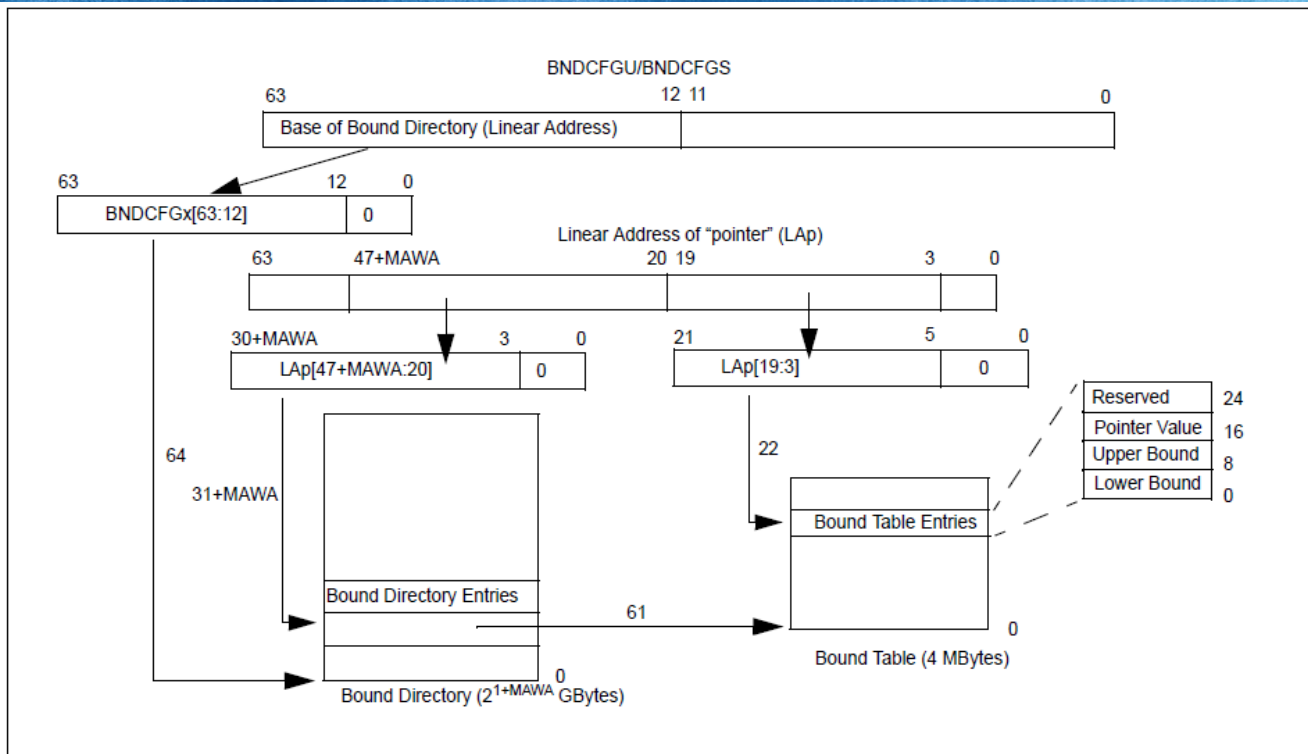 BNDCFGU/BNDCFGS
63 12 11 0
Base of Bound Directory (Linear Address)
63 12 0
BNDCFGx[63:12] 0
Linear Address of “pointer” (LAp)
63 47+MAWA 20 19 3 0
30+MAWA 3 0
LAp[47+MAWA:20] 0
21 5 0
LAp[19:3] 0
Reserved 24
Pointer Value 16
Upper Bound 8
Lower Bound 0
64
31+MAWA
22
Bound Table Entries
Bound Directory Entries
61
0
Bound Table (4 MBytes)
0
Bound Directory (2^1+MAWA GBytes)